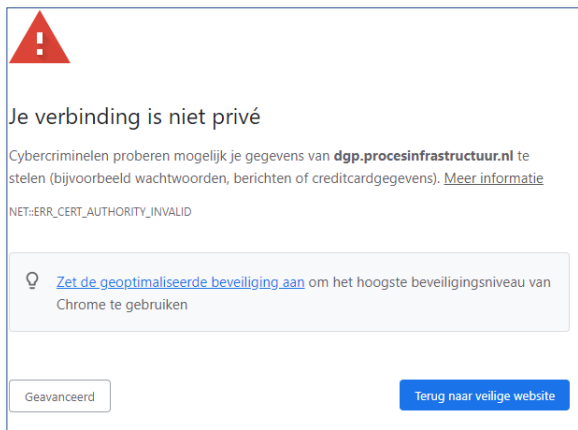 Je verbinding is niet privé
Cybercriminelen proberen mogelijk je gegevens van dgp.procesinfrastructuur.nl te
stelen (bijvoorbeeld wachtwoorden, berichten of creditcardgegevens). Meer informatie
NET::ERR_CERT_AUTHORITY_INVALID
Zet de geoptimaliseerde beveiliging aan om het hoogste beveiligingsniveau van
Chrome te gebruiken
Geavanceerd
Terug naar veilige website